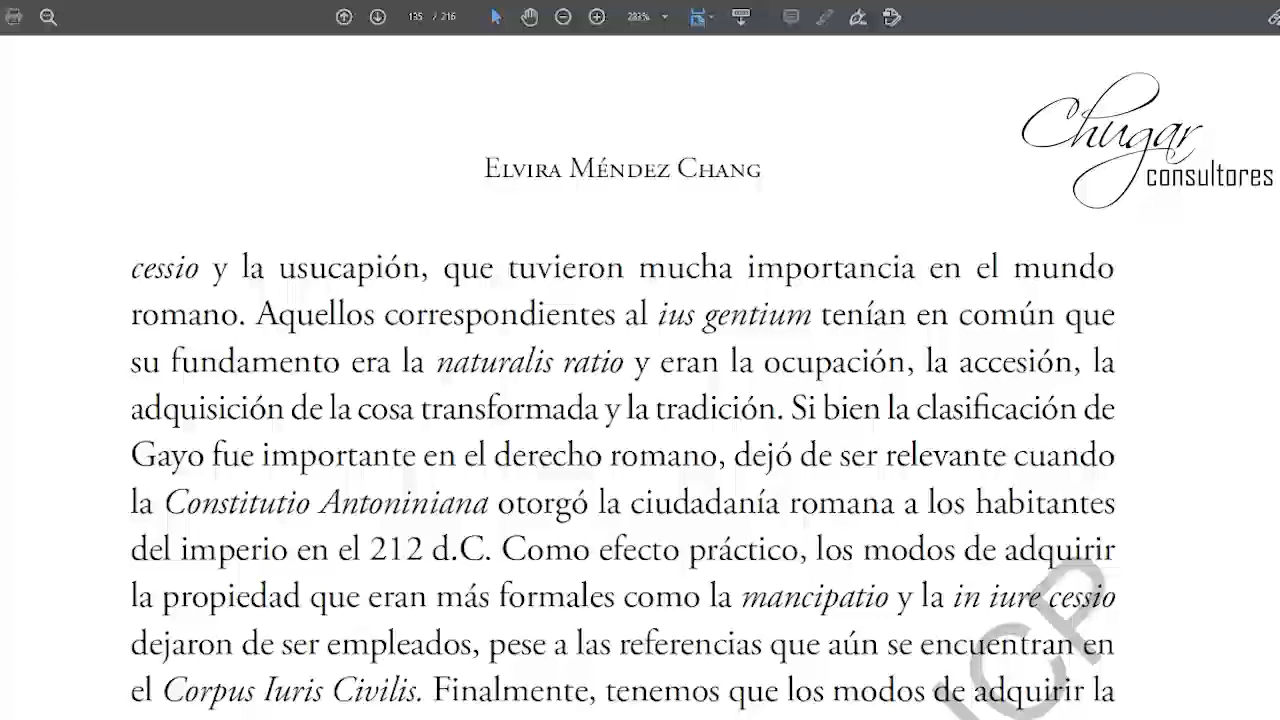 135 / 216
283%
Chugar
consultores
Elvira Méndez Chang
cessio y la usucapión, que tuvieron mucha importancia en el mundo
romano. Aquellos correspondientes al ius gentium tenían en común que
su fundamento era la naturalis ratio y eran la ocupación, la accesión, la
adquisición de la cosa transformada y la tradición. Si bien la clasificación de
Gayo fue importante en el derecho romano, dejó de ser relevante cuando
la Constitutio Antoniniana otorgó la ciudadanía romana a los habitantes
del imperio en el 212 d.C. Como efecto práctico, los modos de adquirir
la propiedad que eran más formales como la mancipatio y la in iure cessio
dejaron de ser empleados, pese a las referencias que aún se encuentran en
el Corpus Iuris Civilis. Finalmente, tenemos que los modos de adquirir la